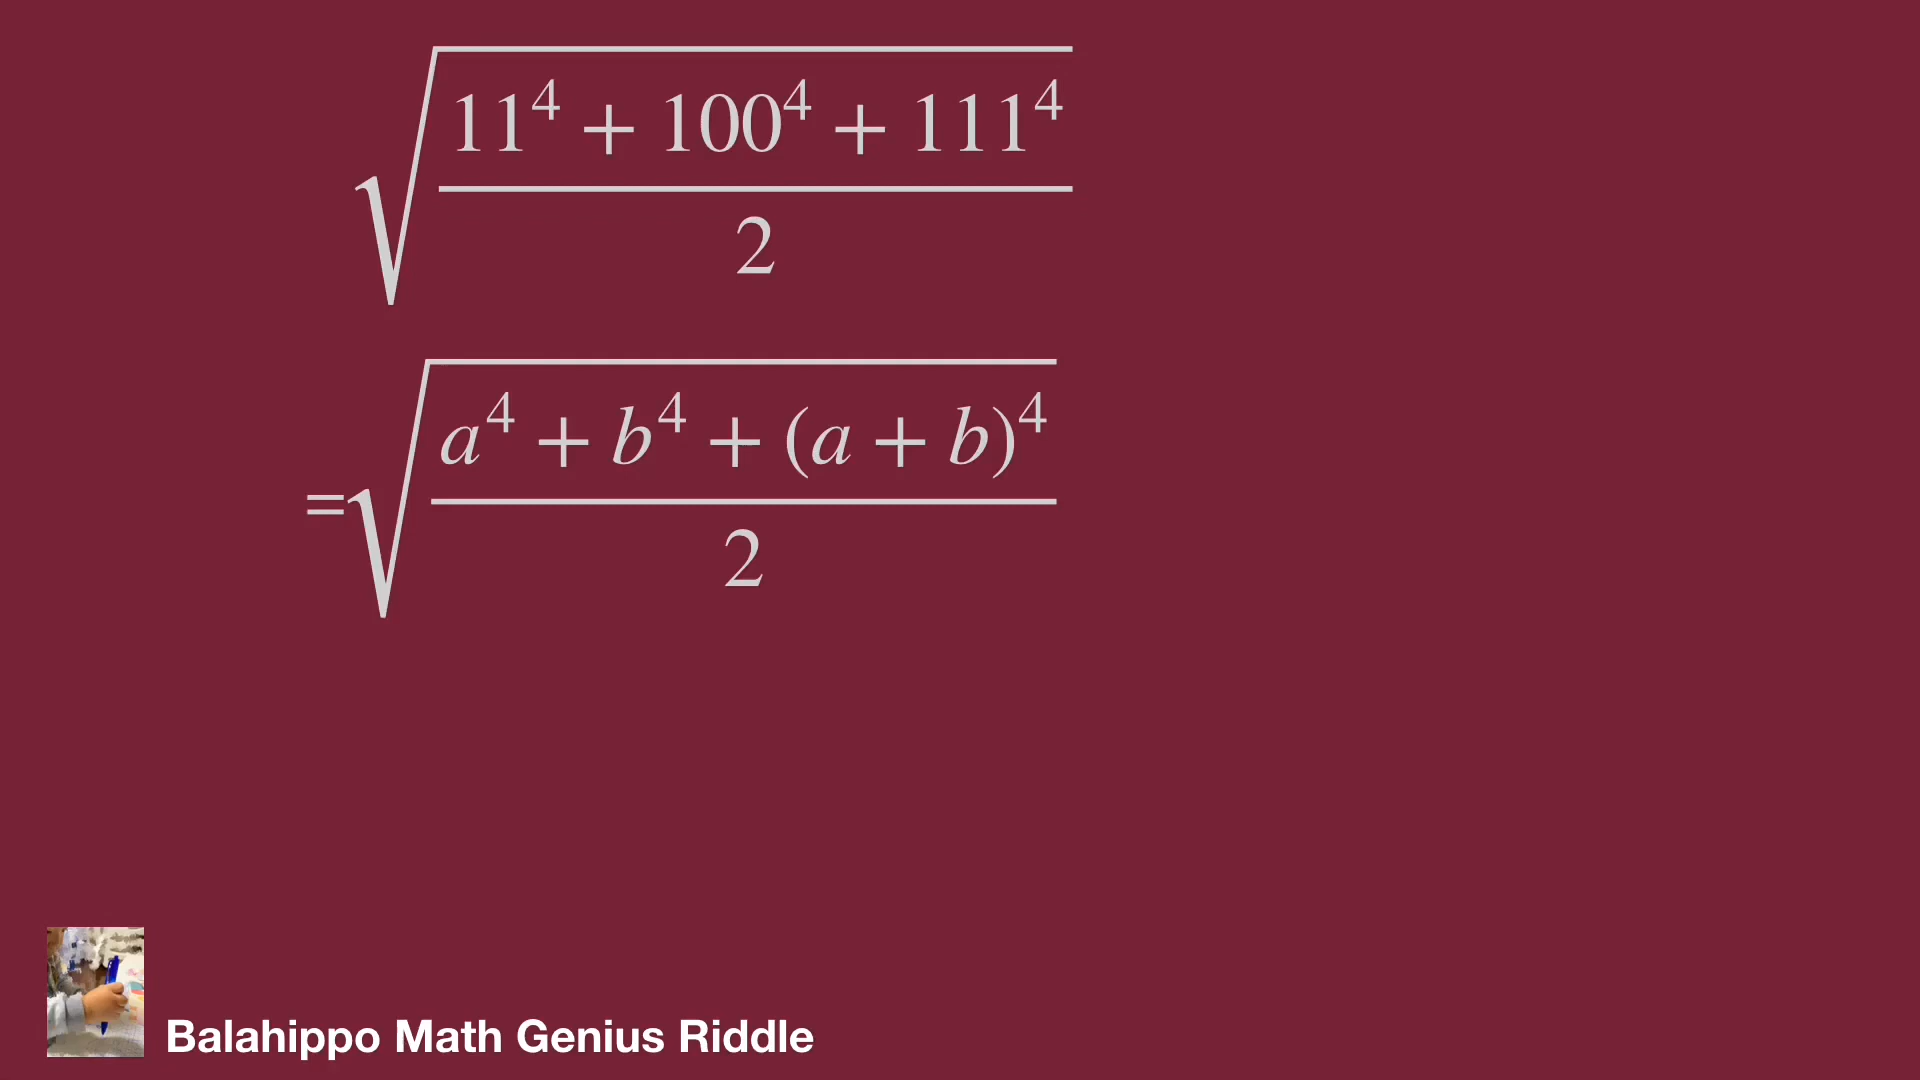 √((11⁴ + 100⁴ + 111⁴)/2)
=√((a⁴ + b⁴ + (a + b)⁴)/2)
Balahippo Math Genius Riddle